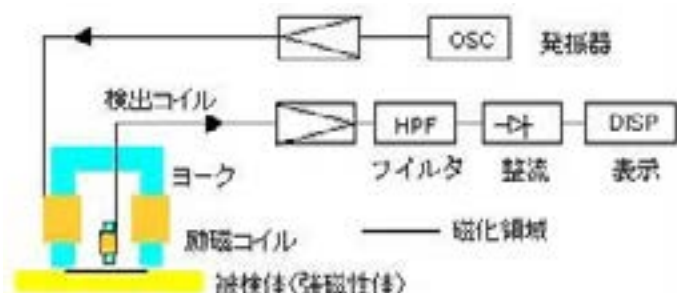 OSC 発振器
検出コイル
HPF DISP
ヨーク フィルタ 整流 表示
励磁コイル 磁化領域
被検体(強磁性体)